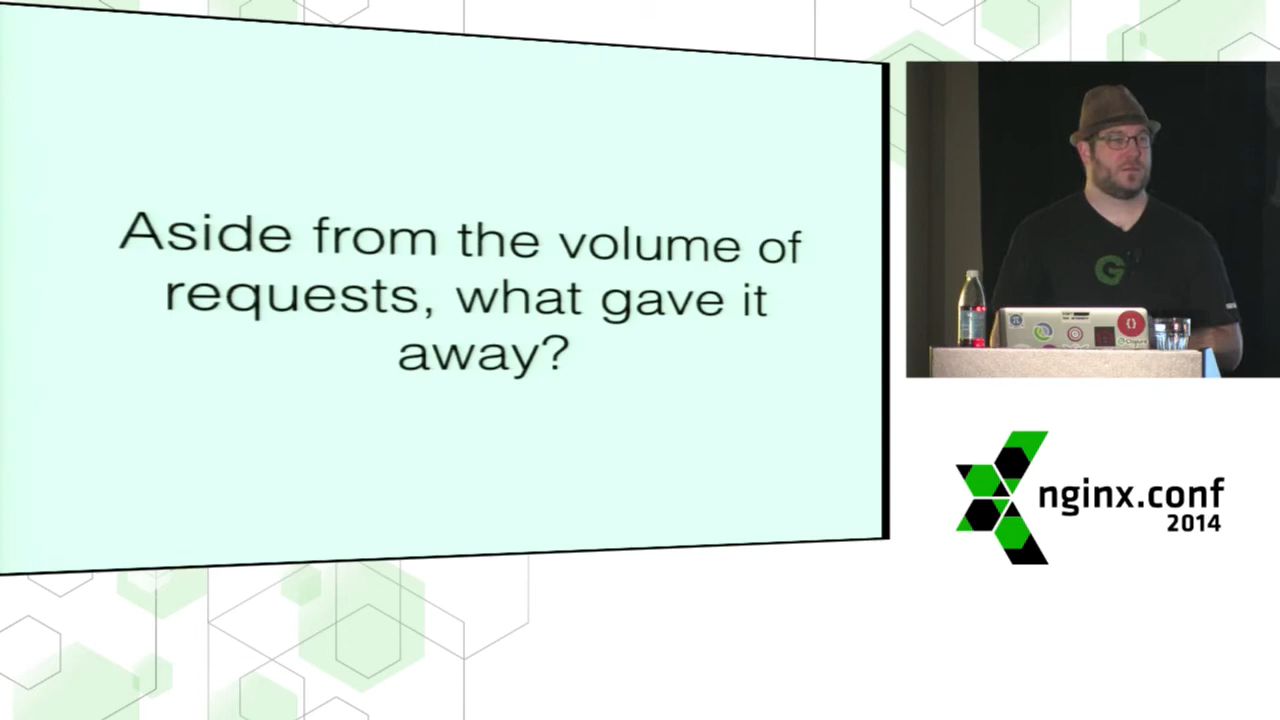 Aside from the volume of
requests, what gave it
away?
G
nginx.conf
2014